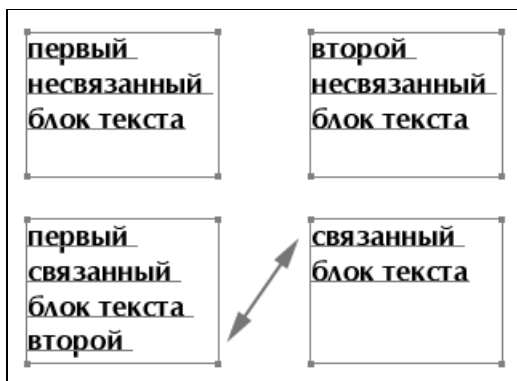 первый
несвязанный
блок текста
второй
несвязанный
блок текста
первый
связанный
блок текста
второй
связанный
блок текста